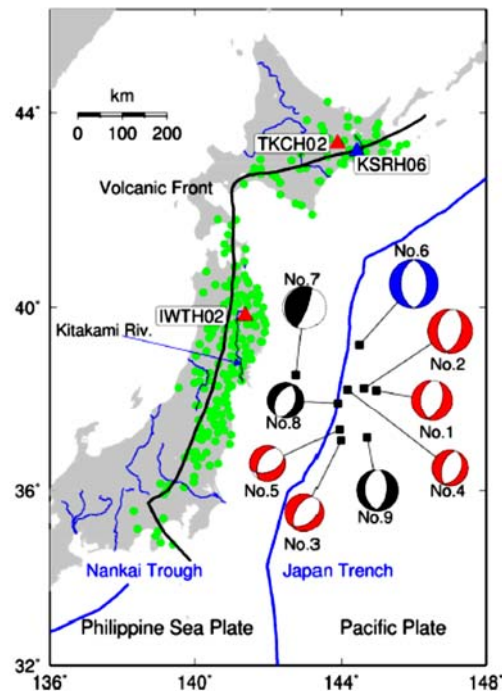 44°
km
0 100 200
TKCH02
KSRH06
Volcanic Front
No.6
No.7
40°
IWTH02
No.2
Kitakami Riv.
No.8
No.1
No.5
No.4
36°
No.3
No.9
Nankai Trough
Japan Trench
Philippine Sea Plate
Pacific Plate
32°
136°
140°
144°
148°